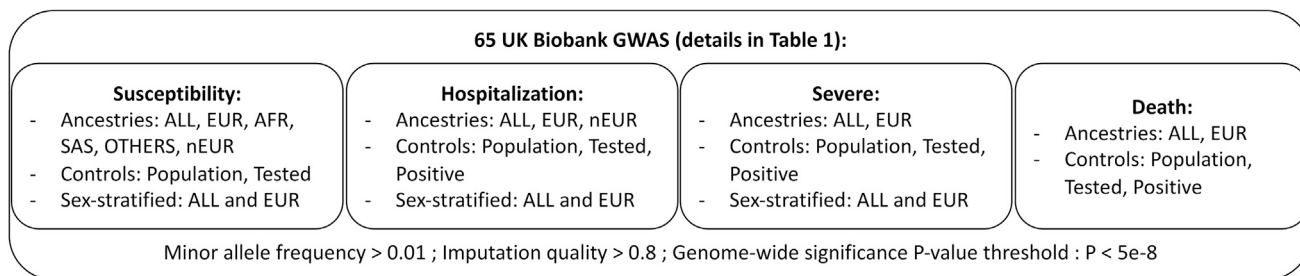 65 UK Biobank GWAS (details in Table 1):
Susceptibility:
- Ancestries: ALL, EUR, AFR,
SAS, OTHERS, nEUR
- Controls: Population, Tested
- Sex-stratified: ALL and EUR
Hospitalization:
- Ancestries: ALL, EUR, nEUR
- Controls: Population, Tested,
Positive
- Sex-stratified: ALL and EUR
Severe:
- Ancestries: ALL, EUR
- Controls: Population, Tested,
Positive
- Sex-stratified: ALL and EUR
Death:
- Ancestries: ALL, EUR
- Controls: Population,
Tested, Positive
Minor allele frequency > 0.01 ; Imputation quality > 0.8 ; Genome-wide significance P-value threshold : P < 5e-8